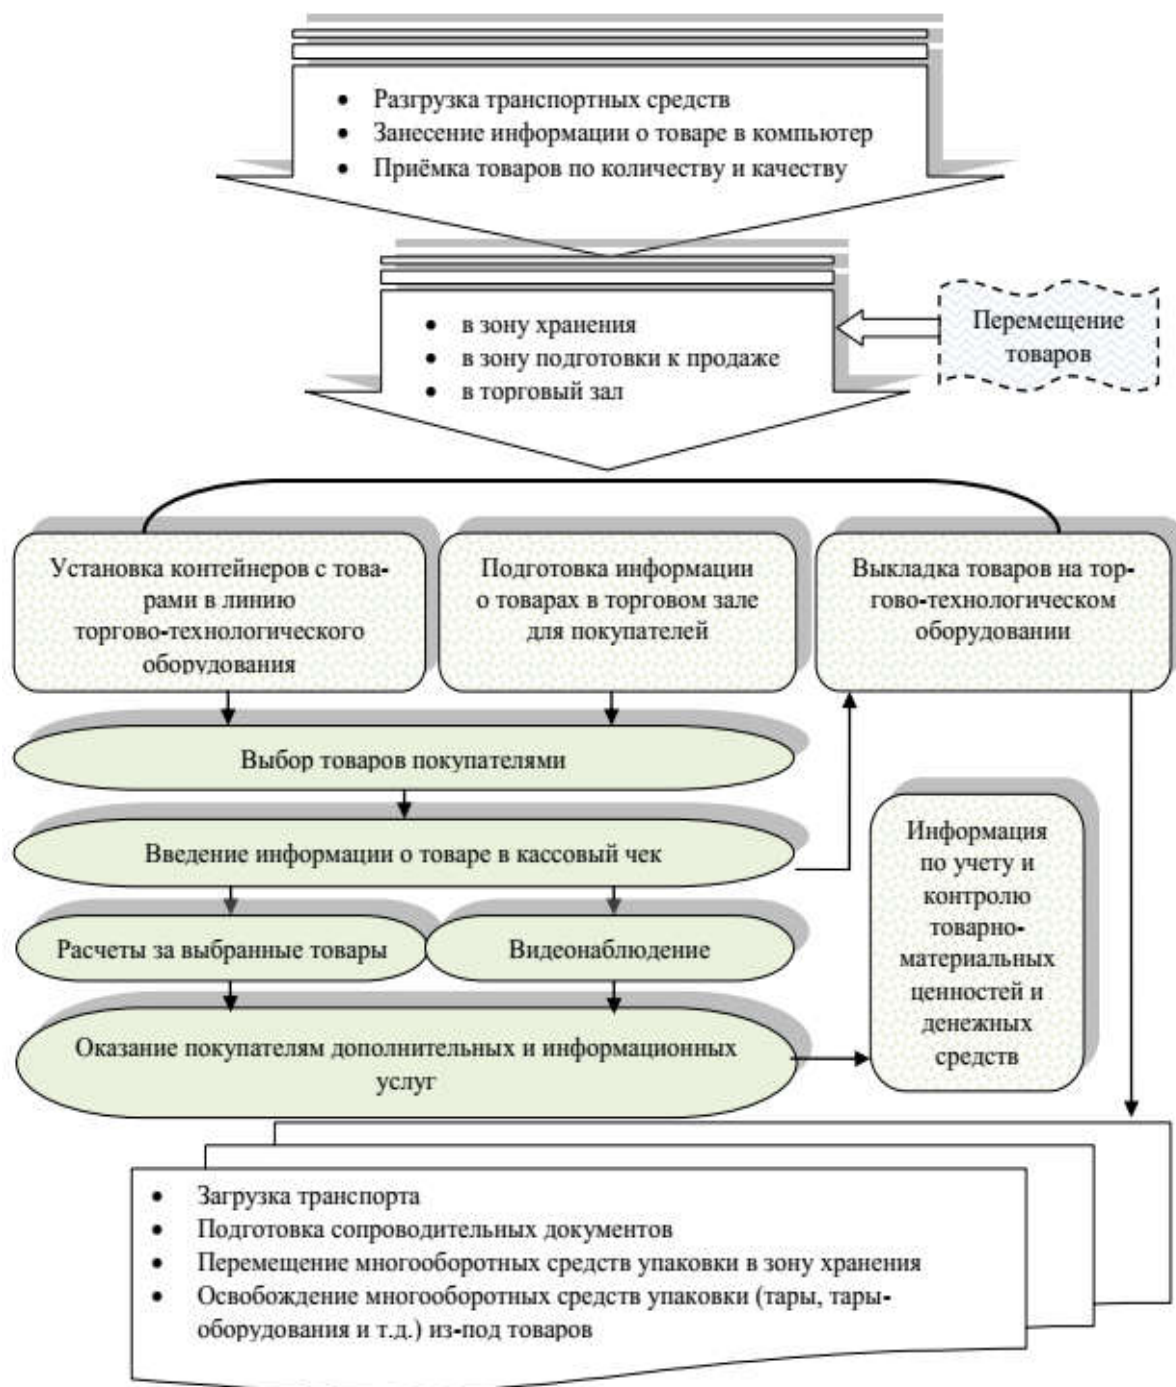 • Разгрузка транспортных средств
• Занесение информации о товаре в компьютер
• Приёмка товаров по количеству и качеству
• в зону хранения
• в зону подготовки к продаже
• в торговый зал
Перемещение
товаров
Установка контейнеров с това-
рами в линию
торгово-технологического
оборудования
Подготовка информации
о товарах в торговом зале
для покупателей
Выкладка товаров на тор-
гово-технологическом
оборудовании
Выбор товаров покупателями
Введение информации о товаре в кассовый чек
Расчеты за выбранные товары
Видеонаблюдение
Оказание покупателям дополнительных и информационных
услуг
Информация
по учету и
контролю
товарно-
материальных
ценностей и
денежных
средств
• Загрузка транспорта
• Подготовка сопроводительных документов
• Перемещение многооборотных средств упаковки в зону хранения
• Освобождение многооборотных средств упаковки (тары, тары-
оборудования и т.д.) из-под товаров